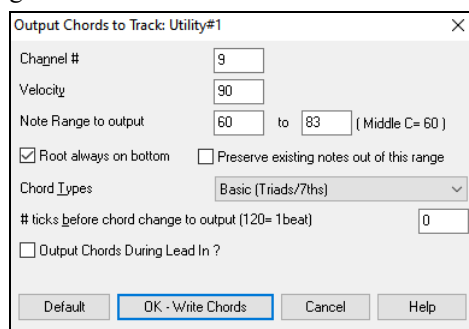 Output Chords to Track: Utility#1
Channel # 9
Velocity 90
Note Range to output 60 to 83 ( Middle C= 60 )
Root always on bottom Preserve existing notes out of this range
Chord Types Basic (Triads/7ths)
# ticks before chord change to output (120= 1beat) 0
Output Chords During Lead In ?
Default OK - Write Chords Cancel Help